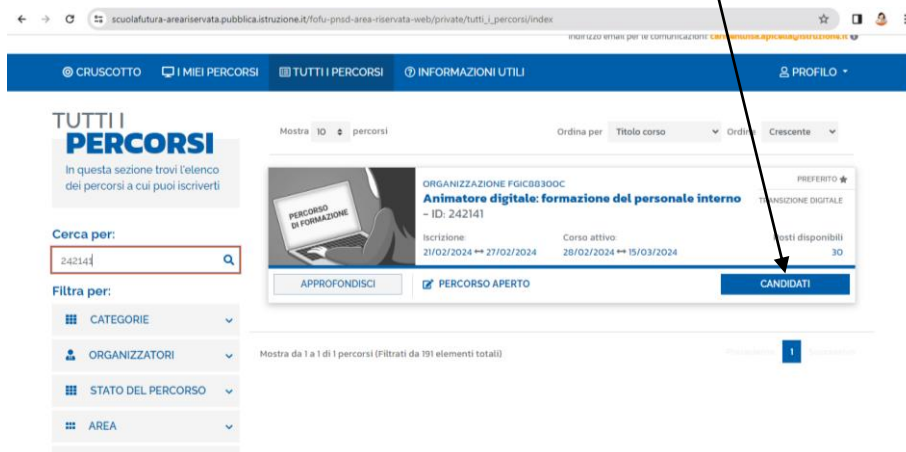 scuolafutura-areariservata.pubblica.istruzione.it/fofu-pnsd-area-riservata-web/private/tutti_i_percorsi/index
indirizzo email per le comunicazioni:
CRUSCOTTO I MIEI PERCORSI TUTTI I PERCORSI INFORMAZIONI UTILI PROFILO
TUTTI I
PERCORSI
In questa sezione trovi l'elenco
dei percorsi a cui puoi iscriverti
Mostra 10 percorsi
Ordina per Titolo corso Ordine Crescente
PERCORSO
DI FORMAZIONE
ORGANIZZAZIONE FGIC88300C
PREFERITO
Animatore digitale: formazione del personale interno
TRANSIZIONE DIGITALE
– ID: 242141
Iscrizione: Corso attivo: Posti disponibili
21/02/2024 ↔ 27/02/2024 28/02/2024 ↔ 15/03/2024 30
APPROFONDISCI PERCORSO APERTO CANDIDATI
Cerca per:
242141
Filtra per:
CATEGORIE
ORGANIZZATORI
STATO DEL PERCORSO
AREA
Mostra da 1 a 1 di 1 percorsi (Filtrati da 191 elementi totali)
1